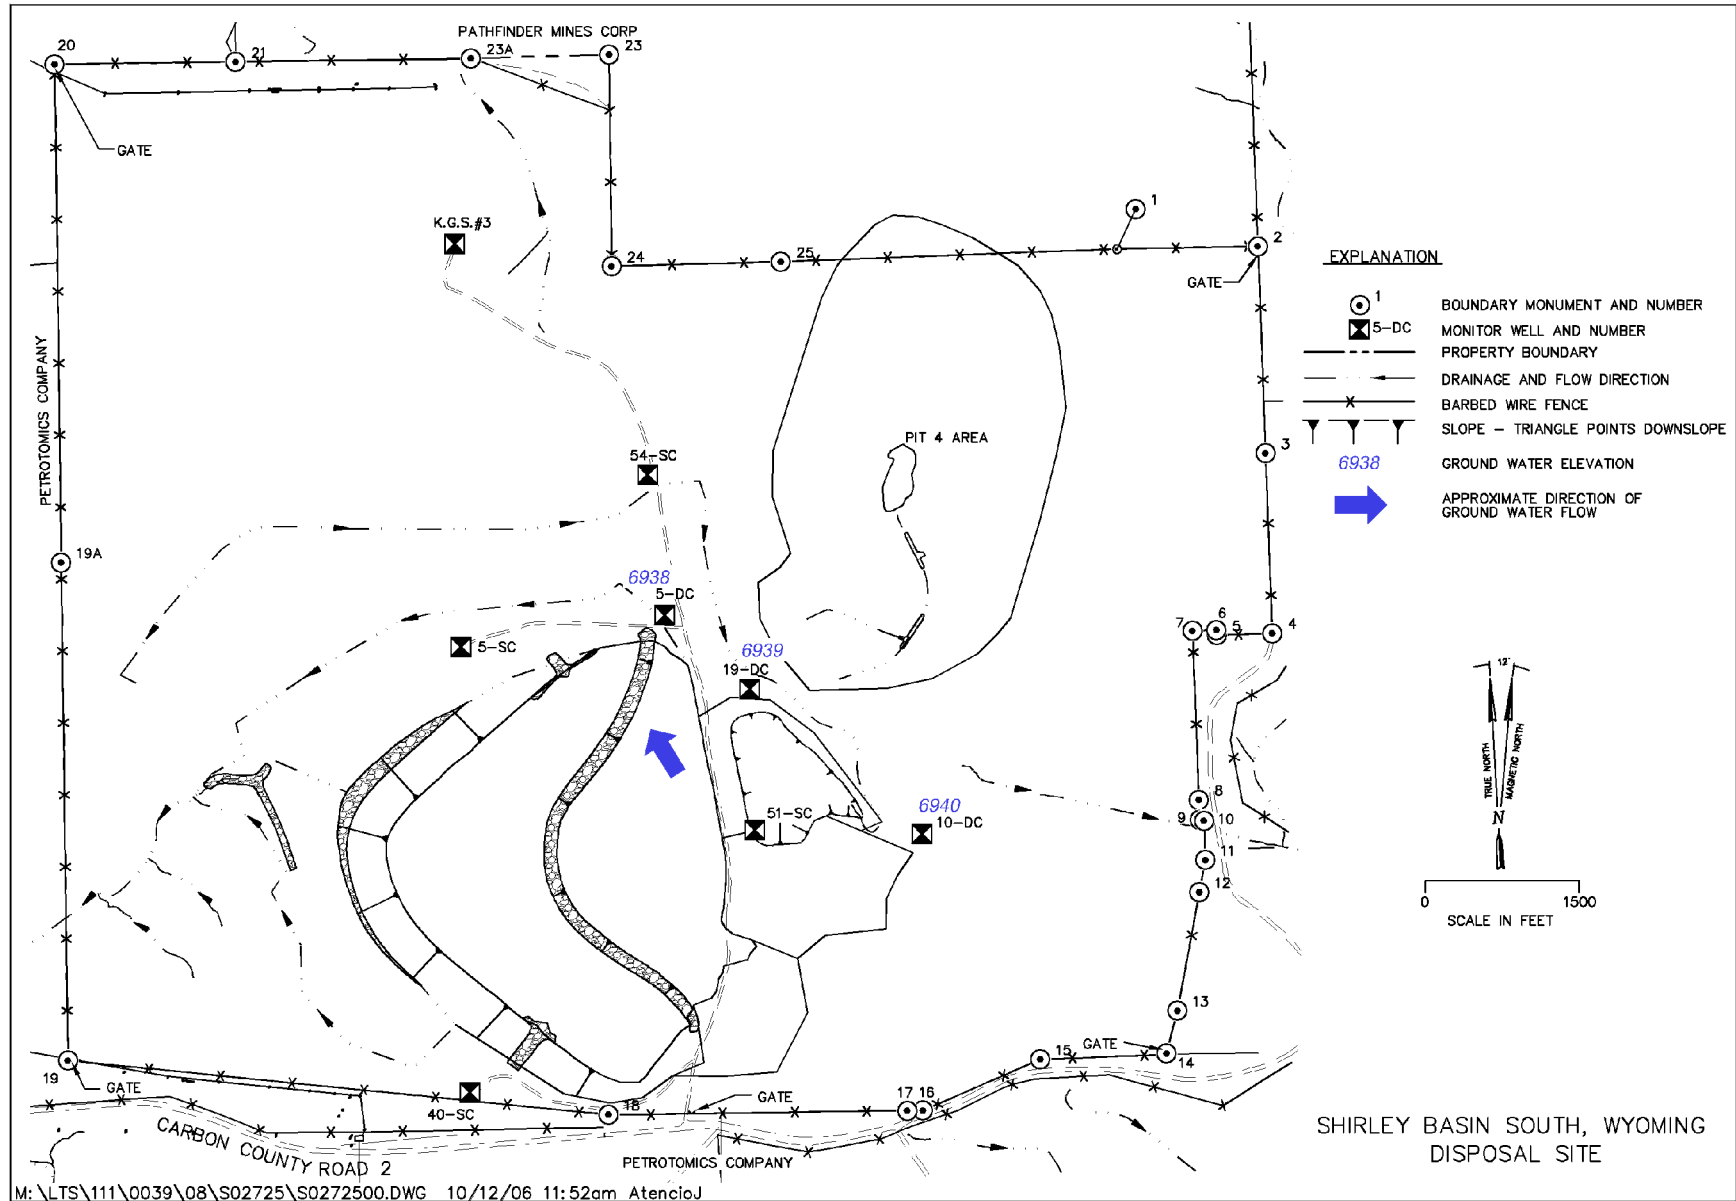 PATHFINDER MINES CORP
20
21
23A
23
GATE
K.G.S.#3
1
24
25
2
GATE
PETROTOMICS COMPANY
EXPLANATION
1 BOUNDARY MONUMENT AND NUMBER
5-DC MONITOR WELL AND NUMBER
PROPERTY BOUNDARY
DRAINAGE AND FLOW DIRECTION
BARBED WIRE FENCE
SLOPE - TRIANGLE POINTS DOWNSLOPE
6938 GROUND WATER ELEVATION
APPROXIMATE DIRECTION OF
GROUND WATER FLOW
PIT 4 AREA
3
54-SC
19A
6938
5-DC
5-SC
6939
19-DC
7
6
5
4
12°
TRUE NORTH
MAGNETIC NORTH
N
51-SC
6940
10-DC
8
9
10
11
12
0
1500
SCALE IN FEET
13
GATE
14
15
19
GATE
40-SC
18
GATE
17
16
CARBON COUNTY ROAD 2
PETROTOMICS COMPANY
SHIRLEY BASIN SOUTH, WYOMING
DISPOSAL SITE
M:\LTS\111\0039\08\S02725\S0272500.DWG 10/12/06 11:52am AtencioJ